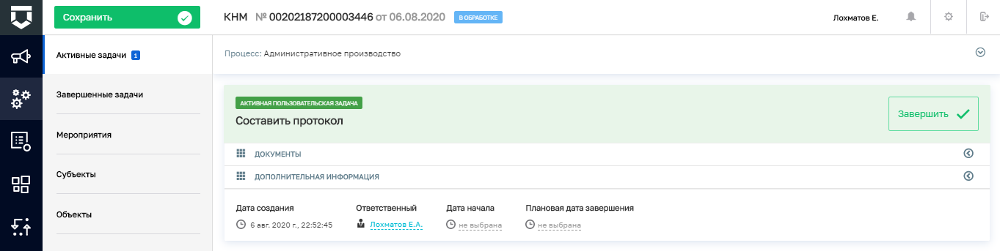 Сохранить
КНМ № 00202187200003446 от 06.08.2020 В ОБРАБОТКЕ
Лохматов Е.
Активные задачи 1
Завершенные задачи
Мероприятия
Субъекты
Объекты
Процесс: Административное производство
АКТИВНАЯ ПОЛЬЗОВАТЕЛЬСКАЯ ЗАДАЧА
Составить протокол
Завершить
ДОКУМЕНТЫ
ДОПОЛНИТЕЛЬНАЯ ИНФОРМАЦИЯ
Дата создания Ответственный Дата начала Плановая дата завершения
6 авг. 2020 г., 22:52:45 Лохматов Е.А. не выбрана не выбрана